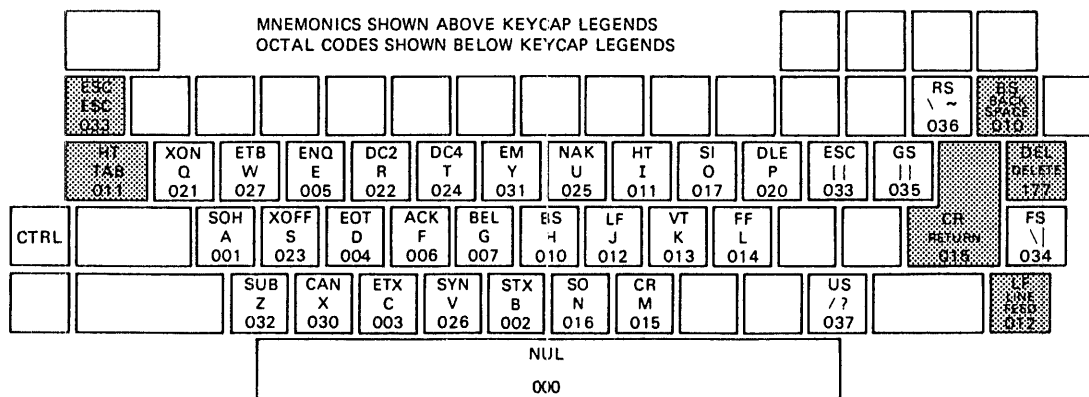 MNEMONICS SHOWN ABOVE KEYCAP LEGENDS
OCTAL CODES SHOWN BELOW KEYCAP LEGENDS
ESC RS BS
ESC \ ~ BACK
033 036 SPACE
010
HT XON ETB ENQ DC2 DC4 EM NAK HT SI DLE ESC GS DEL
TAB Q W E R T Y U I O P [| |] DELETE
011 021 027 005 022 024 031 025 011 017 020 033 035 177
CTRL SOH XOFF EOT ACK BEL BS LF VT FF CR FS
A S D F G H J K L RETURN \|
001 023 004 006 007 010 012 013 014 015 034
SUB CAN ETX SYN STX SO CR US LF
Z X C V B N M / ? LINE
032 030 003 026 002 016 015 037 FEED
012
NUL
000